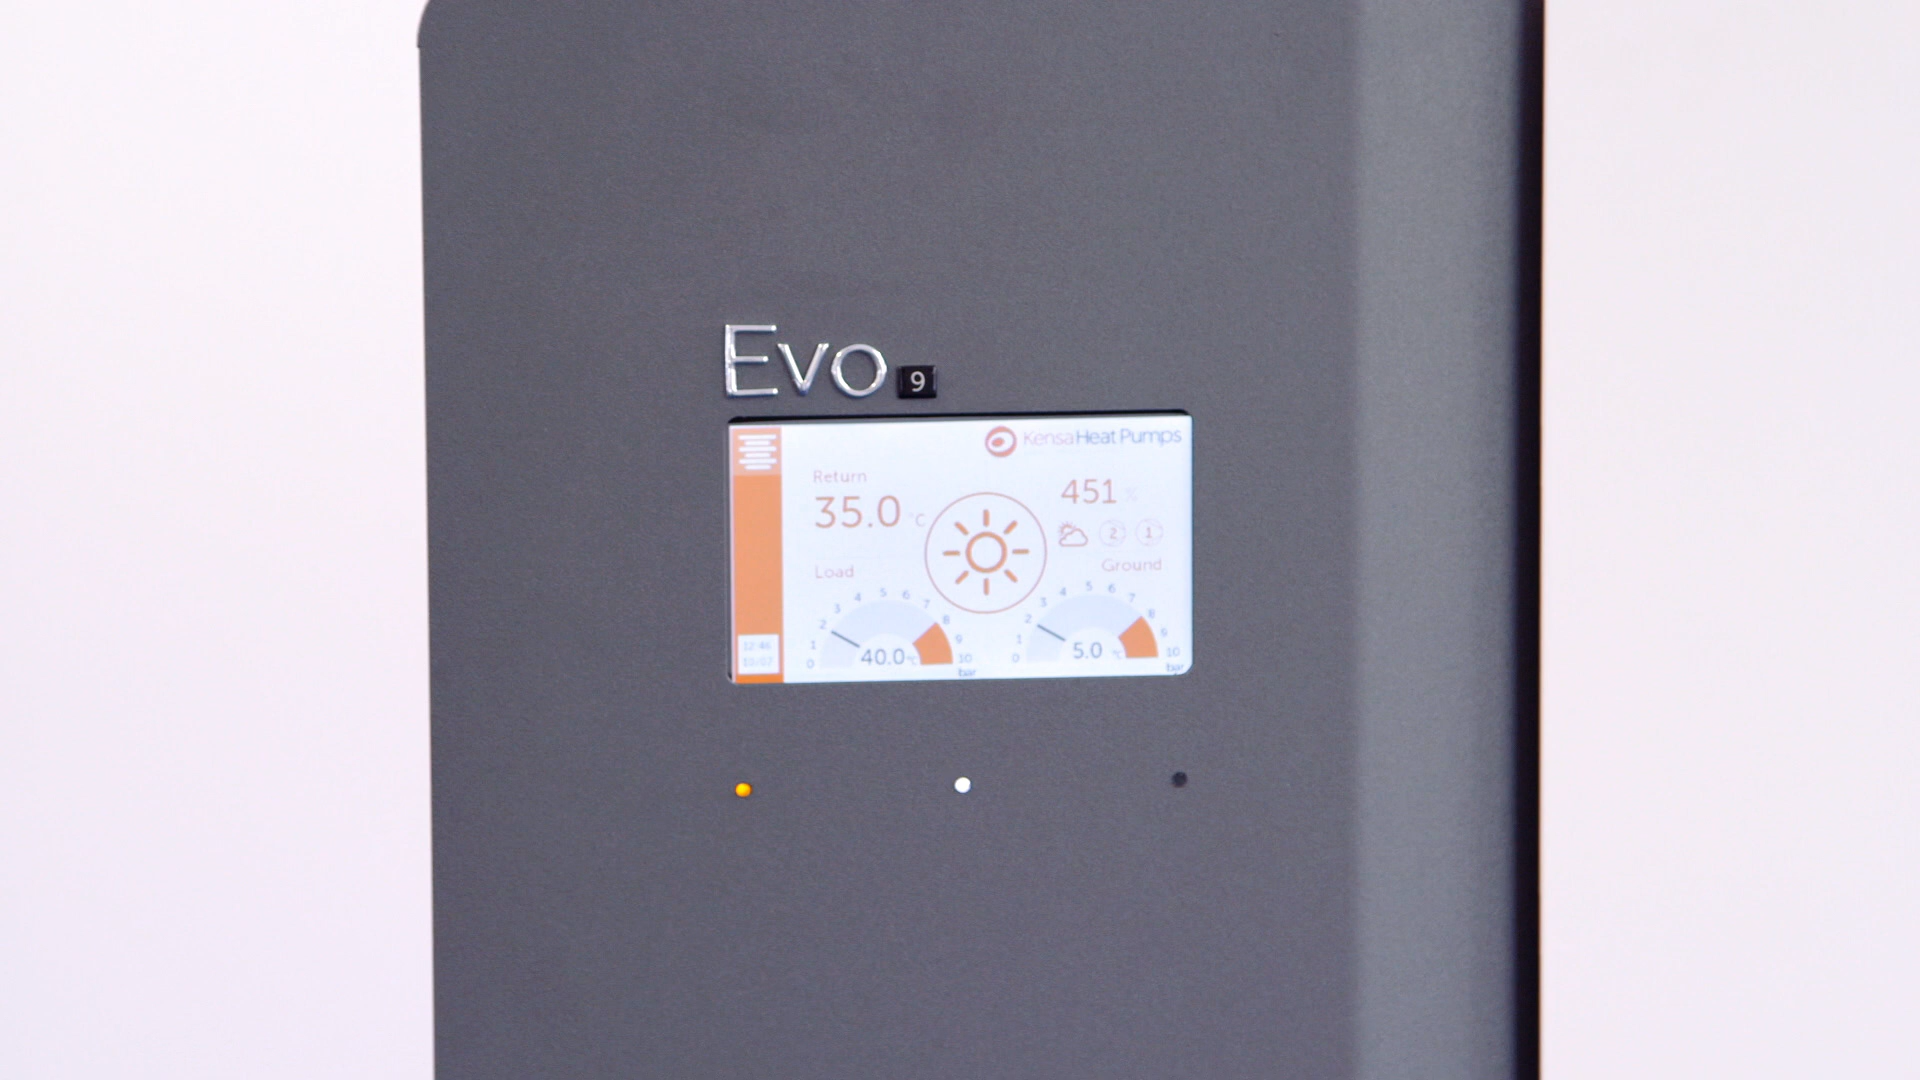 Evo 9
Kensa Heat Pumps
Return
35.0 °C
451 %
2 1
Load
Ground
0 1 2 3 4 5 6 7 8 9 10
40.0 °C
bar
0 1 2 3 4 5 6 7 8 9 10
5.0 °C
bar
12:46